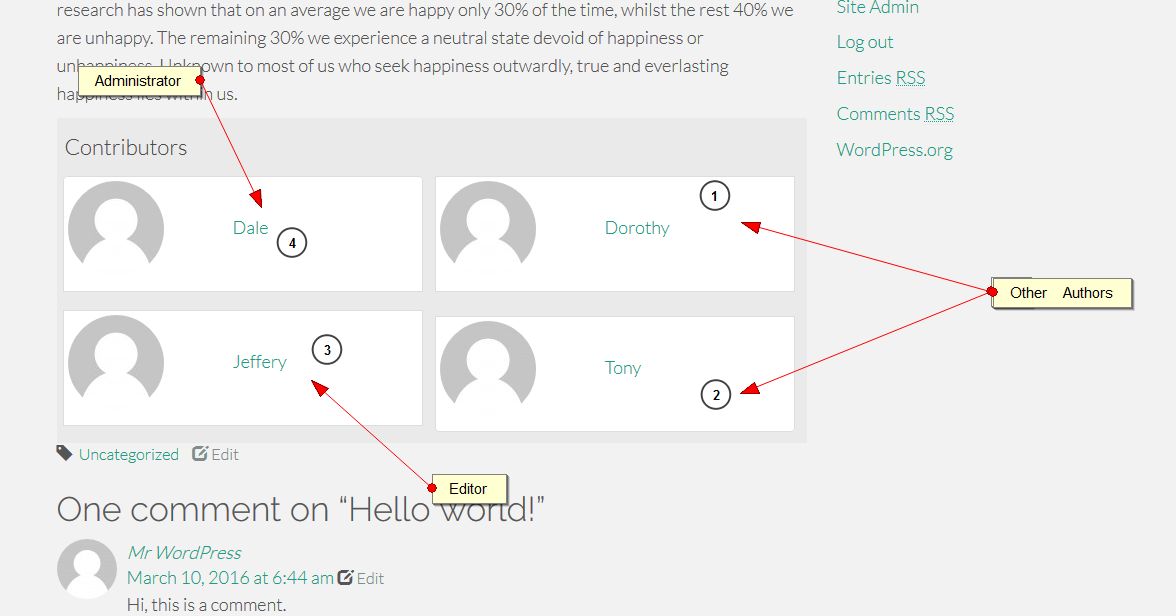 research has shown that on an average we are happy only 30% of the time, whilst the rest 40% we
are unhappy. The remaining 30% we experience a neutral state devoid of happiness or
unhappiness. Unknown to most of us who seek happiness outwardly, true and everlasting
happiness lies within us.
Administrator
Contributors
Dale
4
Dorothy
1
Jeffery
3
Tony
2
Other Authors
Editor
Uncategorized Edit
One comment on “Hello world!”
Mr WordPress
March 10, 2016 at 6:44 am Edit
Hi, this is a comment.
Site Admin
Log out
Entries RSS
Comments RSS
WordPress.org